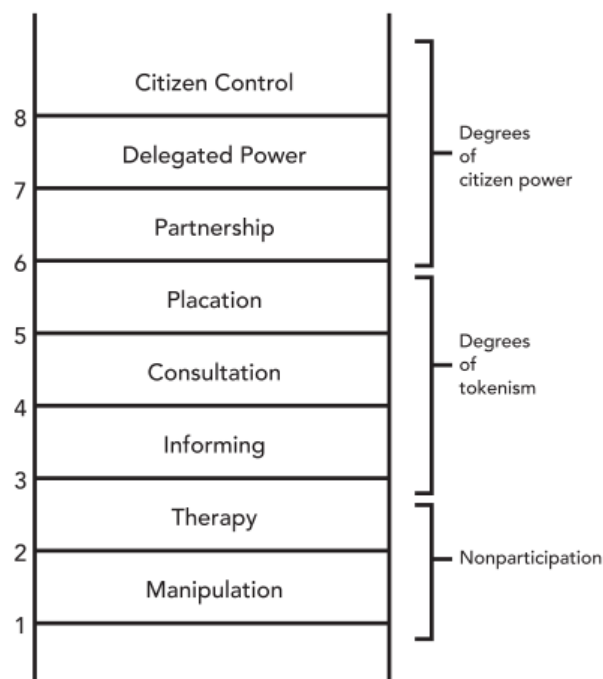 Citizen Control
8
Delegated Power
7
Partnership
6
Placation
5
Consultation
4
Informing
3
Therapy
2
Manipulation
1
Degrees
of
citizen power
Degrees
of
tokenism
Nonparticipation